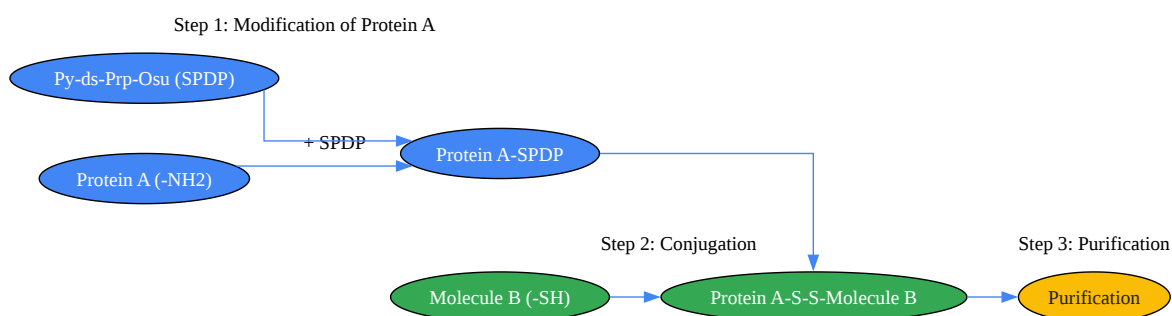 Step 1: Modification of Protein A
Py-ds-Prp-Osu (SPDP)
+ SPDP
Protein A-SPDP
Protein A (-NH2)
Step 2: Conjugation
Step 3: Purification
Molecule B (-SH)
Protein A-S-S-Molecule B
Purification